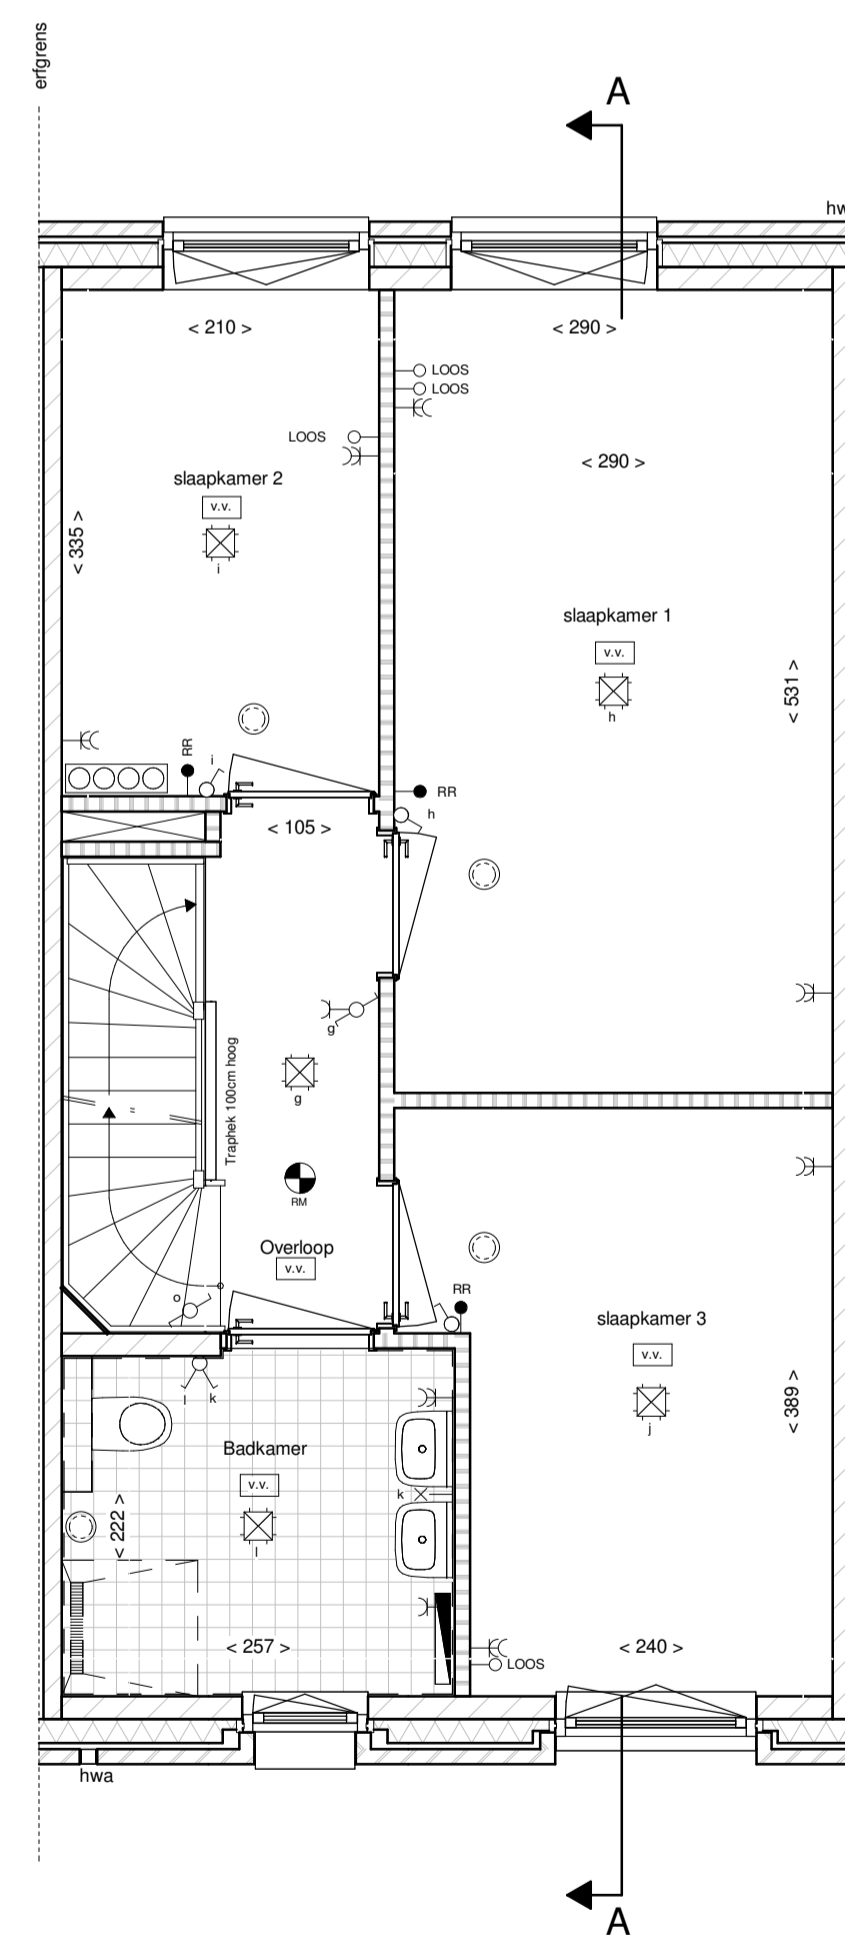 erfgrens
A
hw
< 210 >
< 290 >
LOOS
LOOS
LOOS
< 290 >
slaapkamer 2
v.v.
i
< 335 >
slaapkamer 1
v.v.
h
< 531 >
RR
i
RR
h
< 105 >
g
Traphek 100cm hoog
g
RM
Overloop
v.v.
RR
slaapkamer 3
v.v.
j
< 389 >
l
k
Badkamer
v.v.
l
k
< 222 >
< 257 >
< 240 >
LOOS
hwa
A